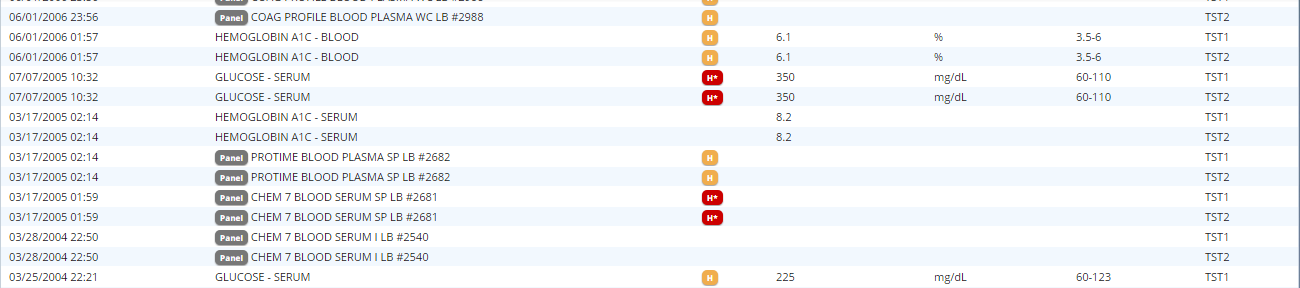 06/01/2006 23:56 Panel COAG PROFILE BLOOD PLASMA WC LB #2988 TST2
06/01/2006 01:57 HEMOGLOBIN A1C - BLOOD H 6.1 % 3.5-6 TST1
06/01/2006 01:57 HEMOGLOBIN A1C - BLOOD H 6.1 % 3.5-6 TST2
07/07/2005 10:32 GLUCOSE - SERUM H* 350 mg/dL 60-110 TST1
07/07/2005 10:32 GLUCOSE - SERUM H* 350 mg/dL 60-110 TST2
03/17/2005 02:14 HEMOGLOBIN A1C - SERUM 8.2 TST1
03/17/2005 02:14 HEMOGLOBIN A1C - SERUM 8.2 TST2
03/17/2005 02:14 Panel PROTIME BLOOD PLASMA SP LB #2682 H TST1
03/17/2005 02:14 Panel PROTIME BLOOD PLASMA SP LB #2682 H TST2
03/17/2005 01:59 Panel CHEM 7 BLOOD SERUM SP LB #2681 H* TST1
03/17/2005 01:59 Panel CHEM 7 BLOOD SERUM SP LB #2681 H* TST2
03/28/2004 22:50 Panel CHEM 7 BLOOD SERUM I LB #2540 TST1
03/28/2004 22:50 Panel CHEM 7 BLOOD SERUM I LB #2540 TST2
03/25/2004 22:21 GLUCOSE - SERUM H 225 mg/dL 60-123 TST1